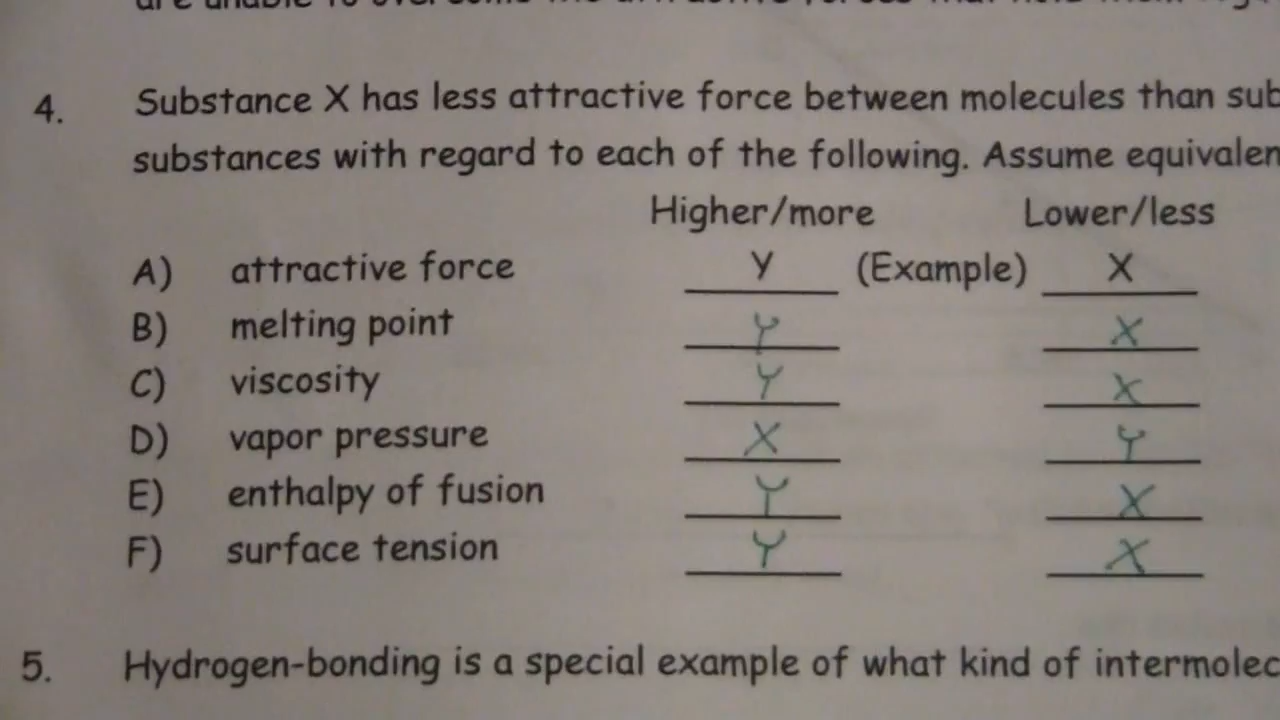 4. Substance X has less attractive force between molecules than sub
substances with regard to each of the following. Assume equivalen
Higher/more Lower/less
A) attractive force Y (Example) X
B) melting point Y X
C) viscosity Y X
D) vapor pressure X Y
E) enthalpy of fusion Y X
F) surface tension Y X
5. Hydrogen-bonding is a special example of what kind of intermolec